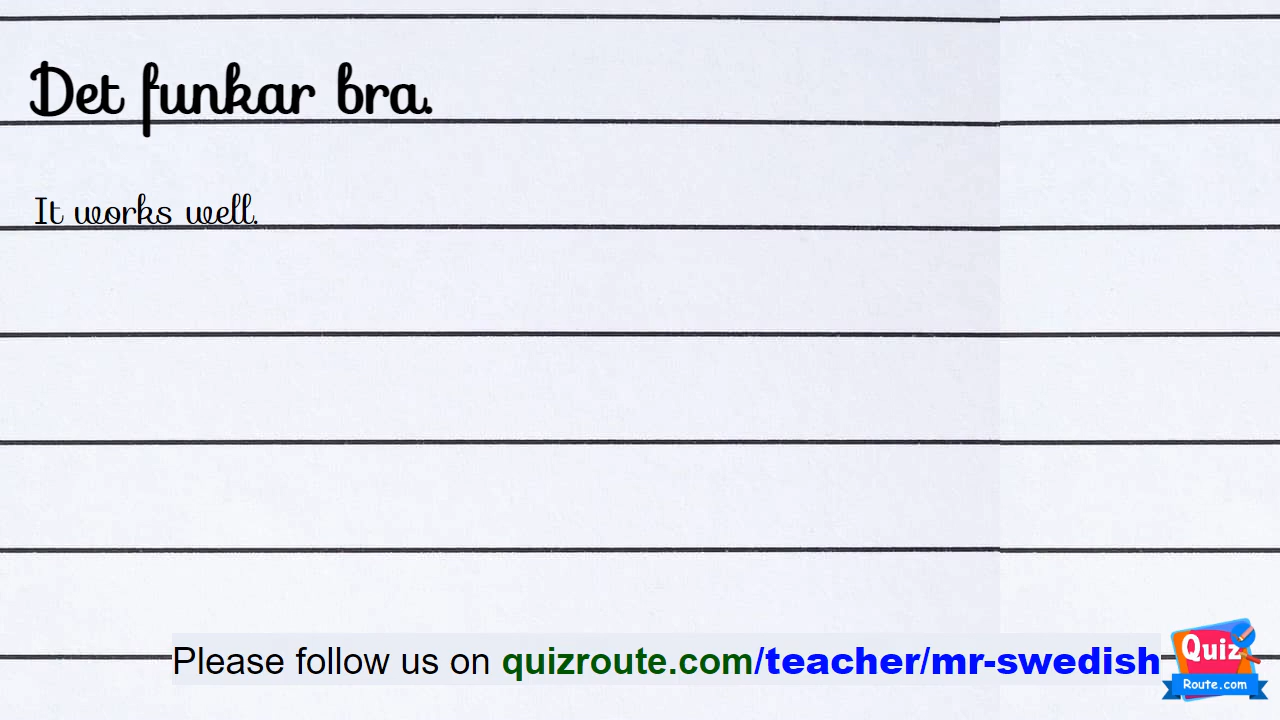 Det funkar bra.
It works well.
Please follow us on quizroute.com/teacher/mr-swedish
Quiz
Route.com